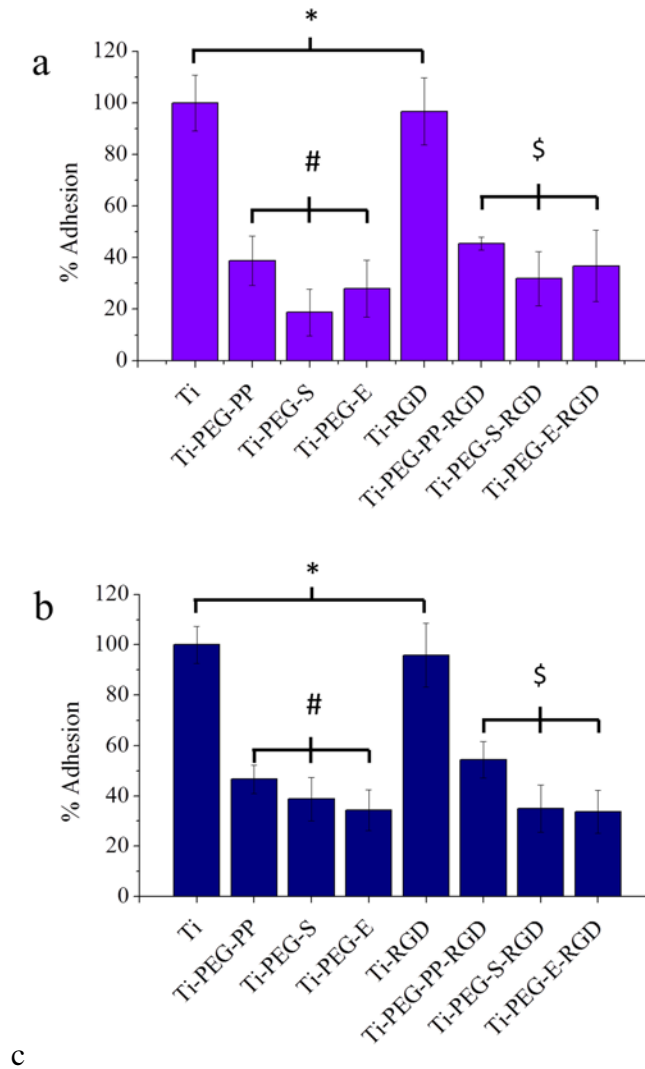 a
*
#
$
% Adhesion
120
100
80
60
40
20
0
Ti
Ti-PEG-PP
Ti-PEG-S
Ti-PEG-E
Ti-RGD
Ti-PEG-PP-RGD
Ti-PEG-S-RGD
Ti-PEG-E-RGD
b
*
#
$
% Adhesion
120
100
80
60
40
20
0
Ti
Ti-PEG-PP
Ti-PEG-S
Ti-PEG-E
Ti-RGD
Ti-PEG-PP-RGD
Ti-PEG-S-RGD
Ti-PEG-E-RGD
c